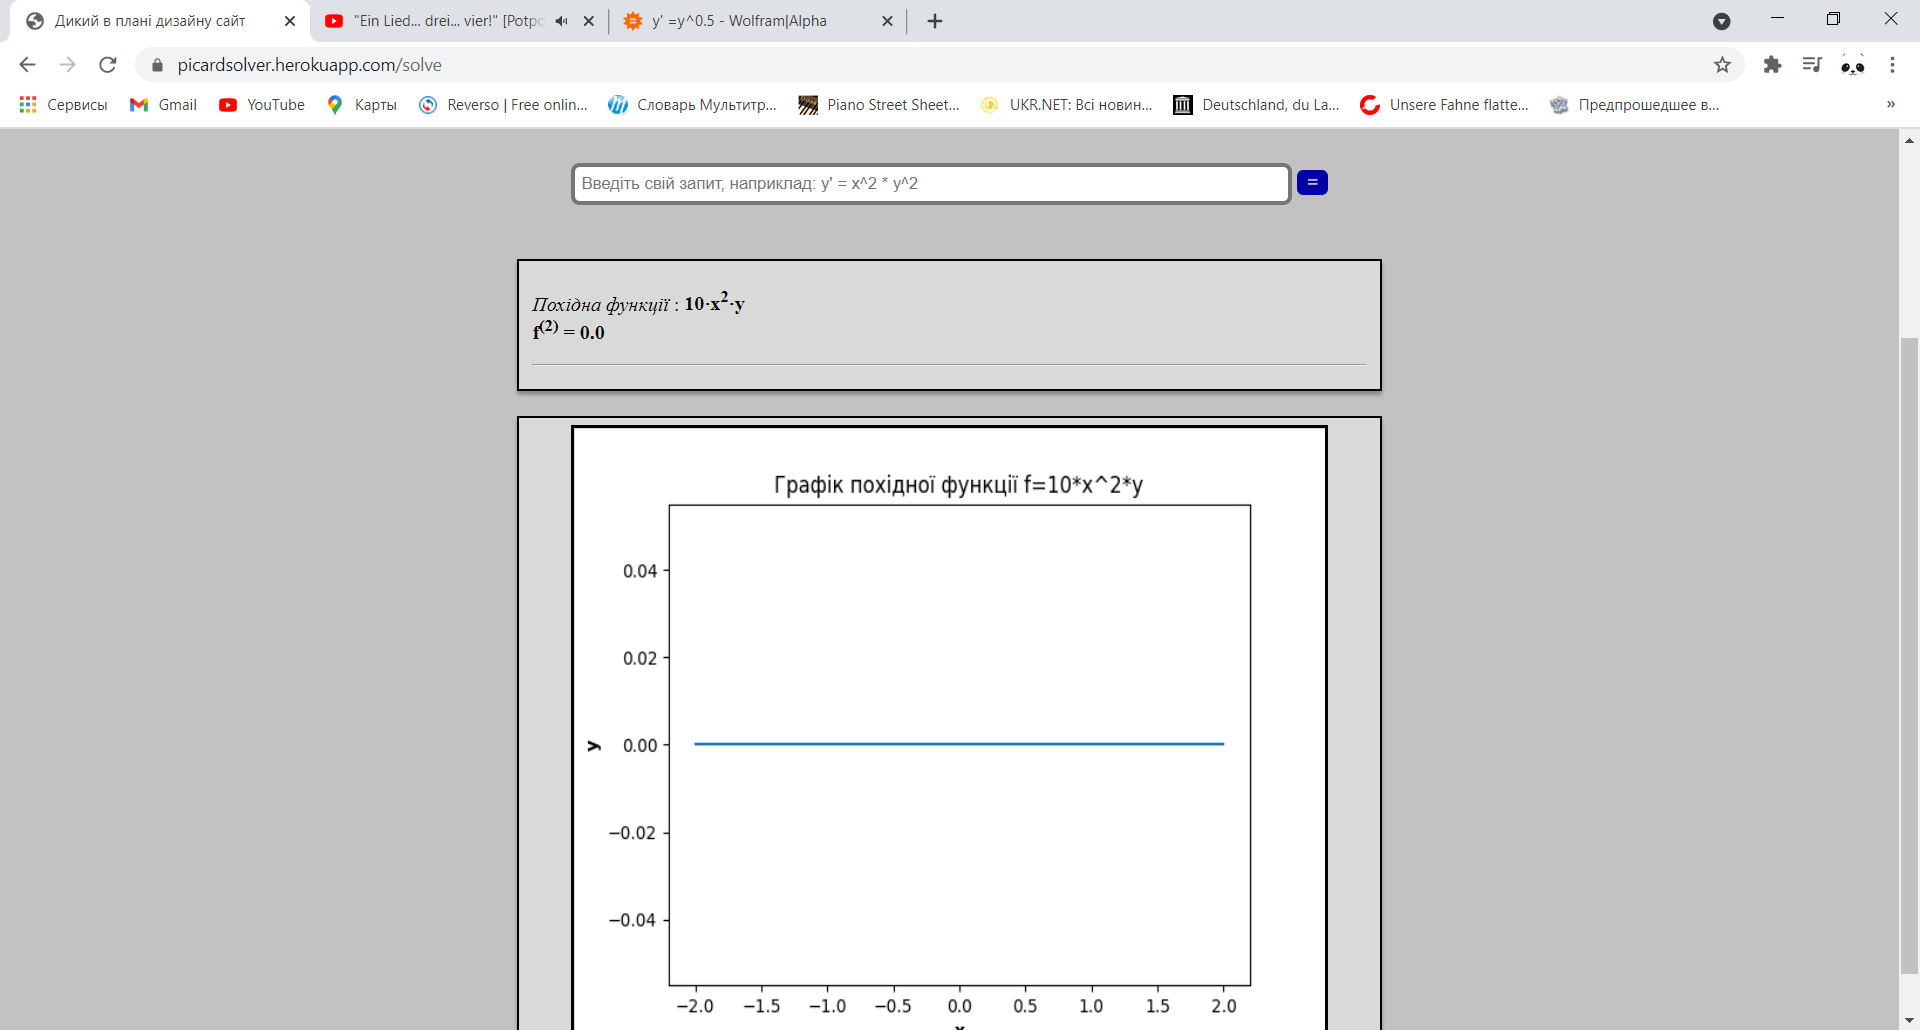 Дикий в плані дизайну сайт
"Ein Lied... drei... vier!" [Potpo
y' =y^0.5 - Wolfram|Alpha
picardsolver.herokuapp.com/solve
Сервисы
Gmail
YouTube
Карты
Reverso | Free onlin...
Словарь Мультитр...
Piano Street Sheet...
UKR.NET: Всі новин...
Deutschland, du La...
Unsere Fahne flatte...
Предпрошедшее в...
»
Введіть свій запит, наприклад: y' = x^2 * y^2
=
Похідна функції : 10·x²·y
f⁽²⁾ = 0.0
Графік похідної функції f=10*x^2*y
0.04
0.02
y
0.00
−0.02
−0.04
−2.0 −1.5 −1.0 −0.5 0.0 0.5 1.0 1.5 2.0